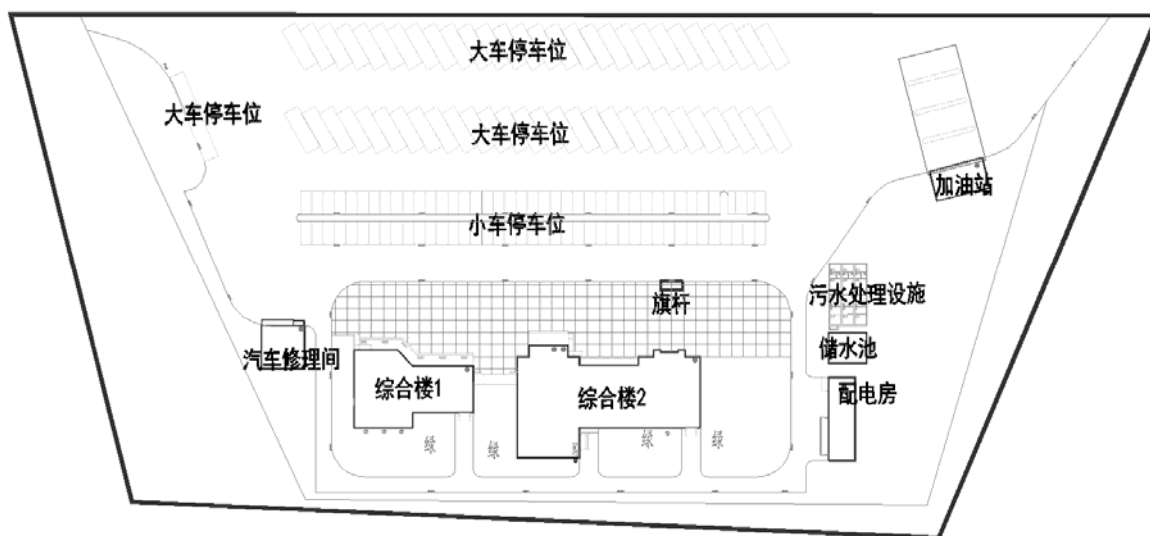 大车停车位
大车停车位
大车停车位
加油站
小车停车位
污水处理设施
旗杆
储水池
汽车修理间
综合楼1
综合楼2
配电房
绿
绿
绿
绿